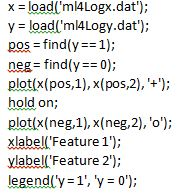 x = load('ml4Logx.dat');
y = load('ml4Logy.dat');
pos = find(y == 1);
neg = find(y == 0);
plot(x(pos,1), x(pos,2), '+');
hold on;
plot(x(neg,1), x(neg,2), 'o');
xlabel('Feature 1');
ylabel('Feature 2');
legend('y = 1', 'y = 0');